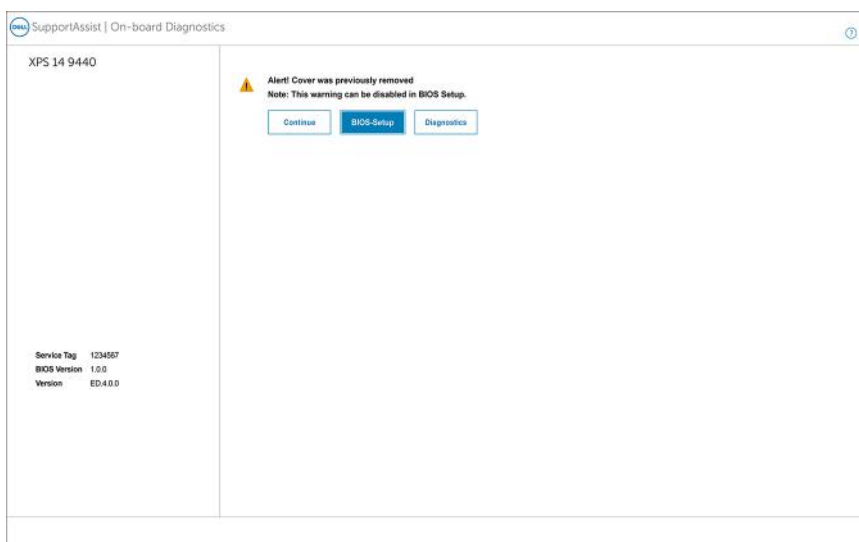 DELL SupportAssist | On-board Diagnostics
?
XPS 14 9440
Alert! Cover was previously removed
Note: This warning can be disabled in BIOS Setup.
Continue BIOS-Setup Diagnostics
Service Tag 1234567
BIOS Version 1.0.0
Version ED.4.0.0